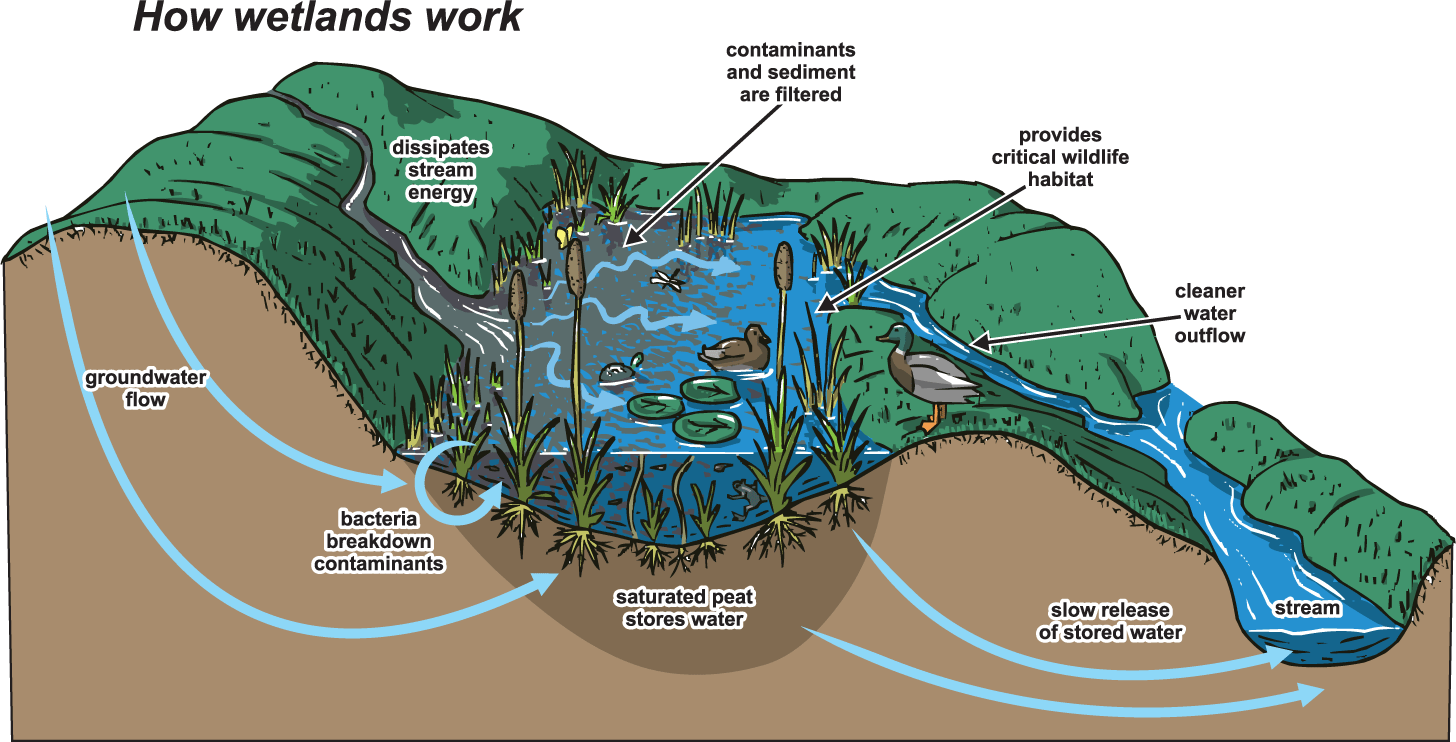 How wetlands work
contaminants
and sediment
are filtered
provides
critical wildlife
habitat
dissipates
stream
energy
cleaner
water
outflow
groundwater
flow
bacteria
breakdown
contaminants
saturated peat
stores water
slow release
of stored water
stream